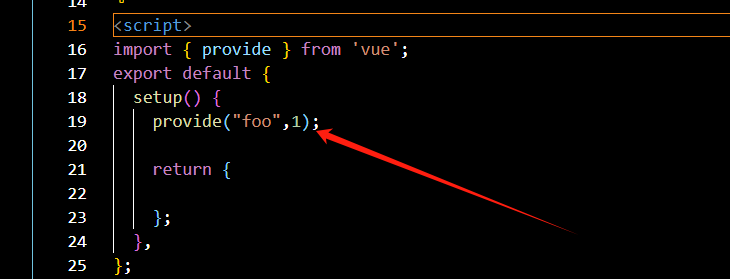 14
15 <script>
16 import { provide } from 'vue';
17 export default {
18 setup() {
19 provide("foo",1);
20
21 return {
22
23 };
24 },
25 };